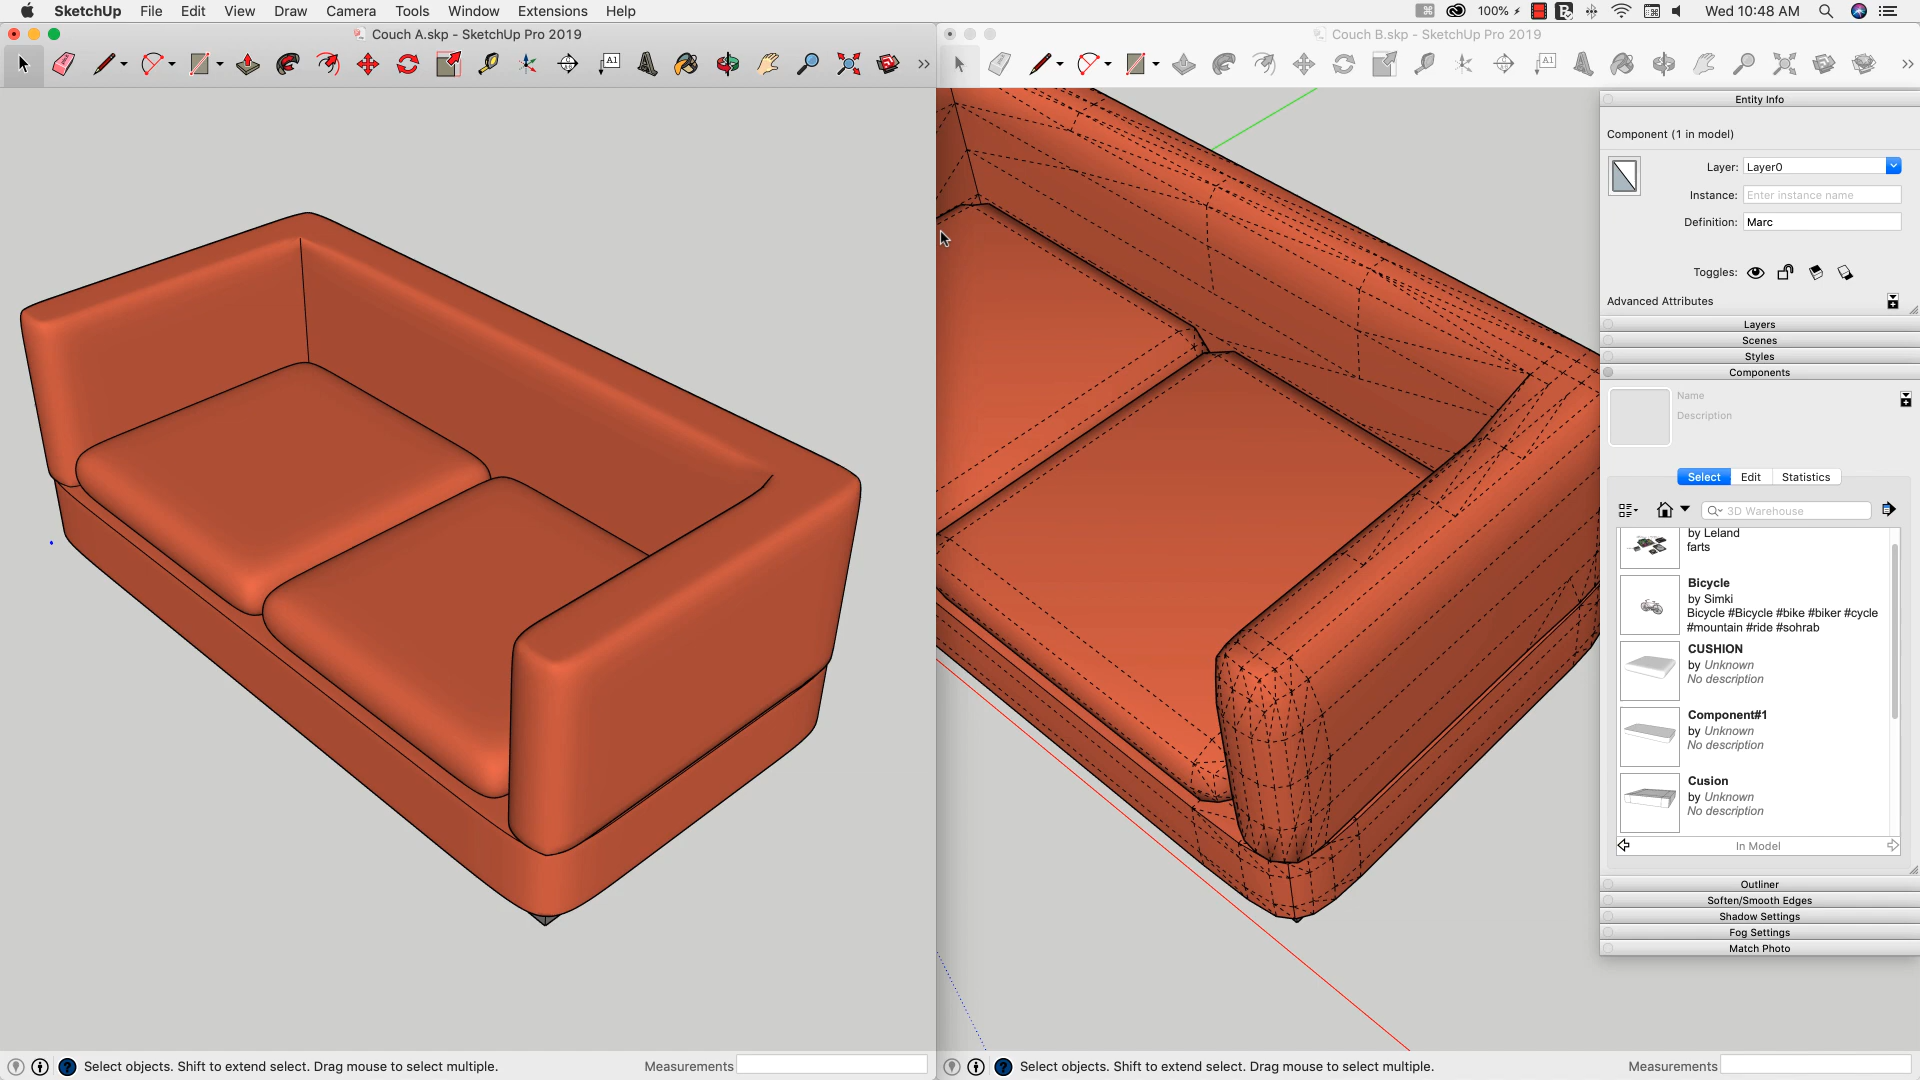 SketchUp File Edit View Draw Camera Tools Window Extensions Help 100% Wed 10:48 AM
Couch A.skp - SketchUp Pro 2019
Couch B.skp - SketchUp Pro 2019
A1
A1
Entity Info
Component (1 in model)
Layer: Layer0
Instance: Enter instance name
Definition: Marc
Toggles:
Advanced Attributes
Layers
Scenes
Styles
Components
Name
Description
Select Edit Statistics
3D Warehouse
by Leland
farts
Bicycle
by Simki
Bicycle #Bicycle #bike #biker #cycle
#mountain #ride #sohrab
CUSHION
by Unknown
No description
Component#1
by Unknown
No description
Cusion
by Unknown
No description
In Model
Outliner
Soften/Smooth Edges
Shadow Settings
Fog Settings
Match Photo
Select objects. Shift to extend select. Drag mouse to select multiple. Measurements
Select objects. Shift to extend select. Drag mouse to select multiple. Measurements